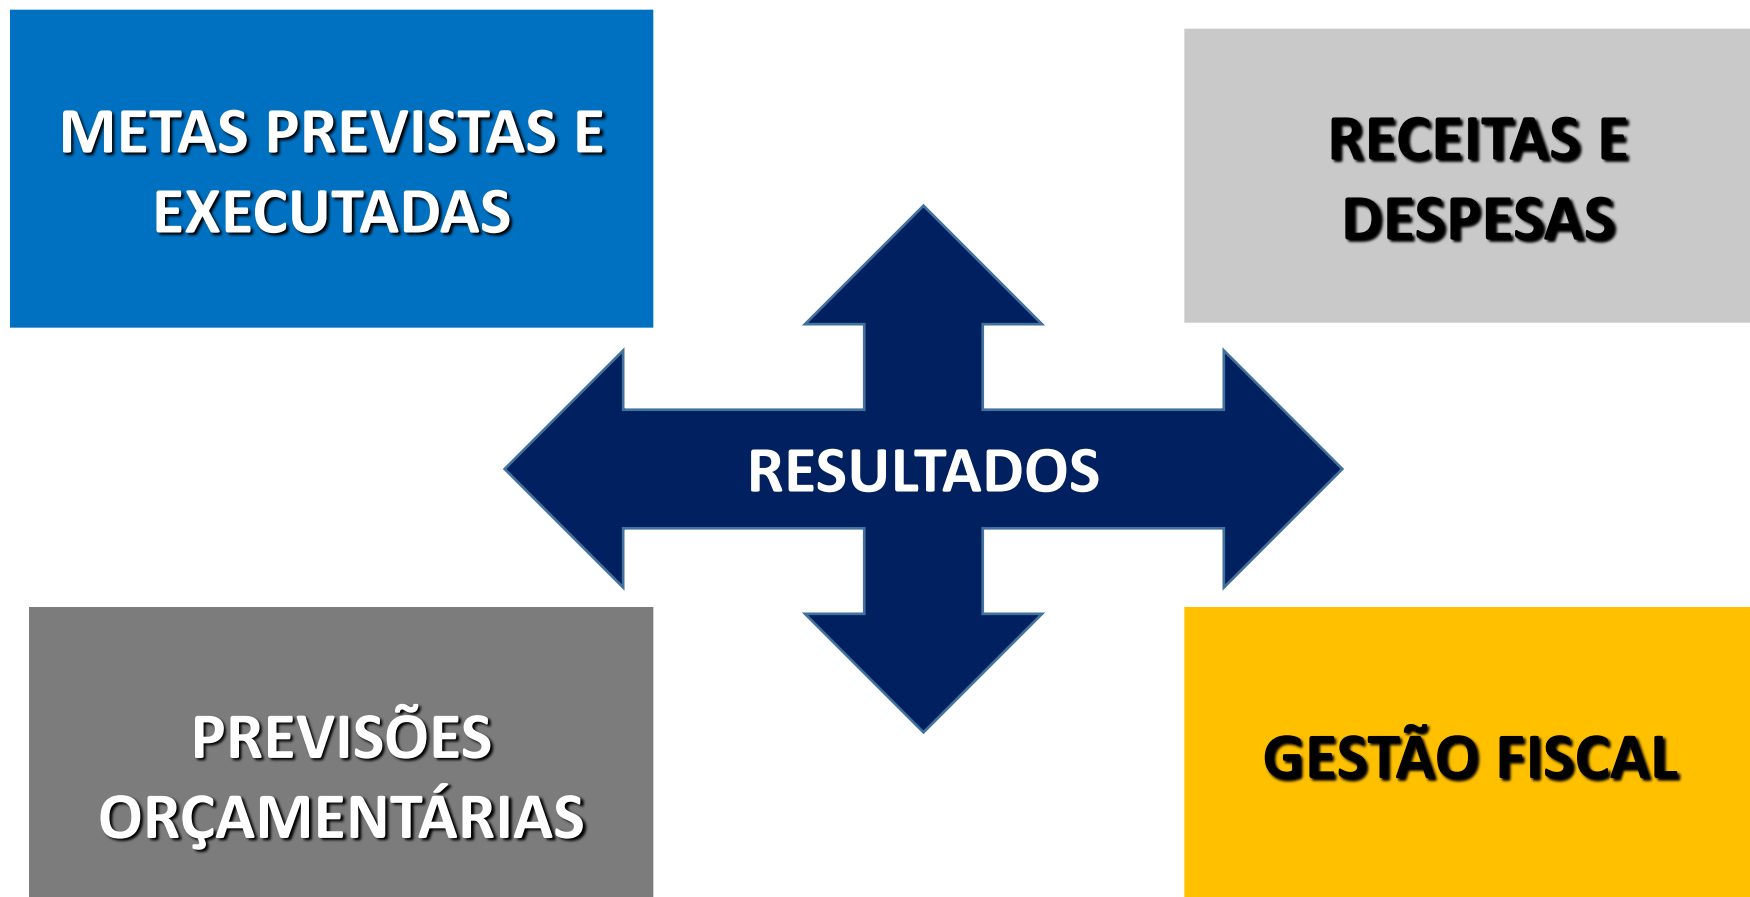 METAS PREVISTAS E
EXECUTADAS
RECEITAS E
DESPESAS
RESULTADOS
PREVISÕES
ORÇAMENTÁRIAS
GESTÃO FISCAL